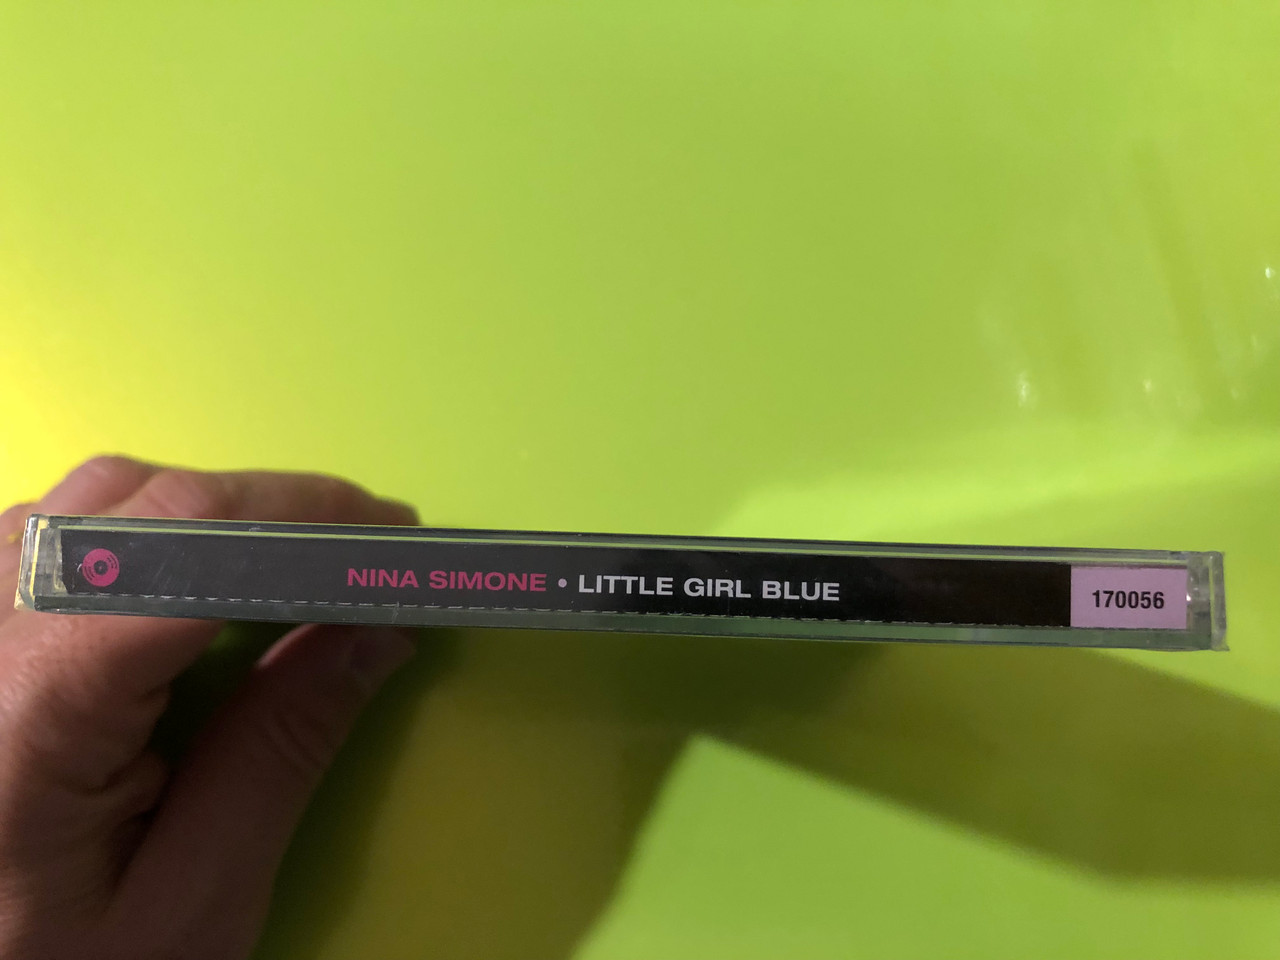 NINA SIMONE • LITTLE GIRL BLUE 170056